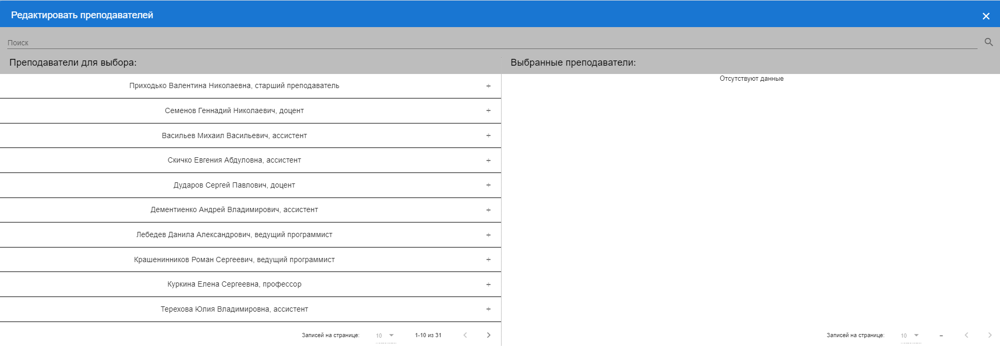 Редактировать преподавателей
Поиск
Преподаватели для выбора:
Приходько Валентина Николаевна, старший преподаватель
Семенов Геннадий Николаевич, доцент
Васильев Михаил Васильевич, ассистент
Скичко Евгения Абдуловна, ассистент
Дударов Сергей Павлович, доцент
Дементиенко Андрей Владимирович, ассистент
Лебедев Данила Александрович, ведущий программист
Крашенинников Роман Сергеевич, ведущий программист
Куркина Елена Сергеевна, профессор
Терехова Юлия Владимировна, ассистент
Записей на странице: 10 1-10 из 31
Выбранные преподаватели:
Отсутствуют данные
Записей на странице: 10 –